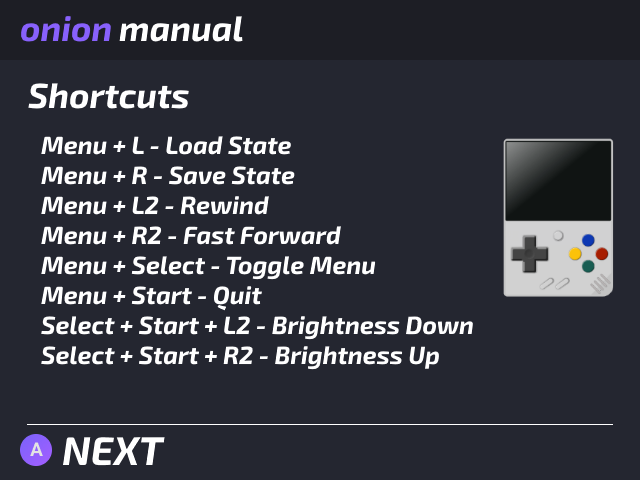 onion manual
Shortcuts
Menu + L - Load State
Menu + R - Save State
Menu + L2 - Rewind
Menu + R2 - Fast Forward
Menu + Select - Toggle Menu
Menu + Start - Quit
Select + Start + L2 - Brightness Down
Select + Start + R2 - Brightness Up
A NEXT